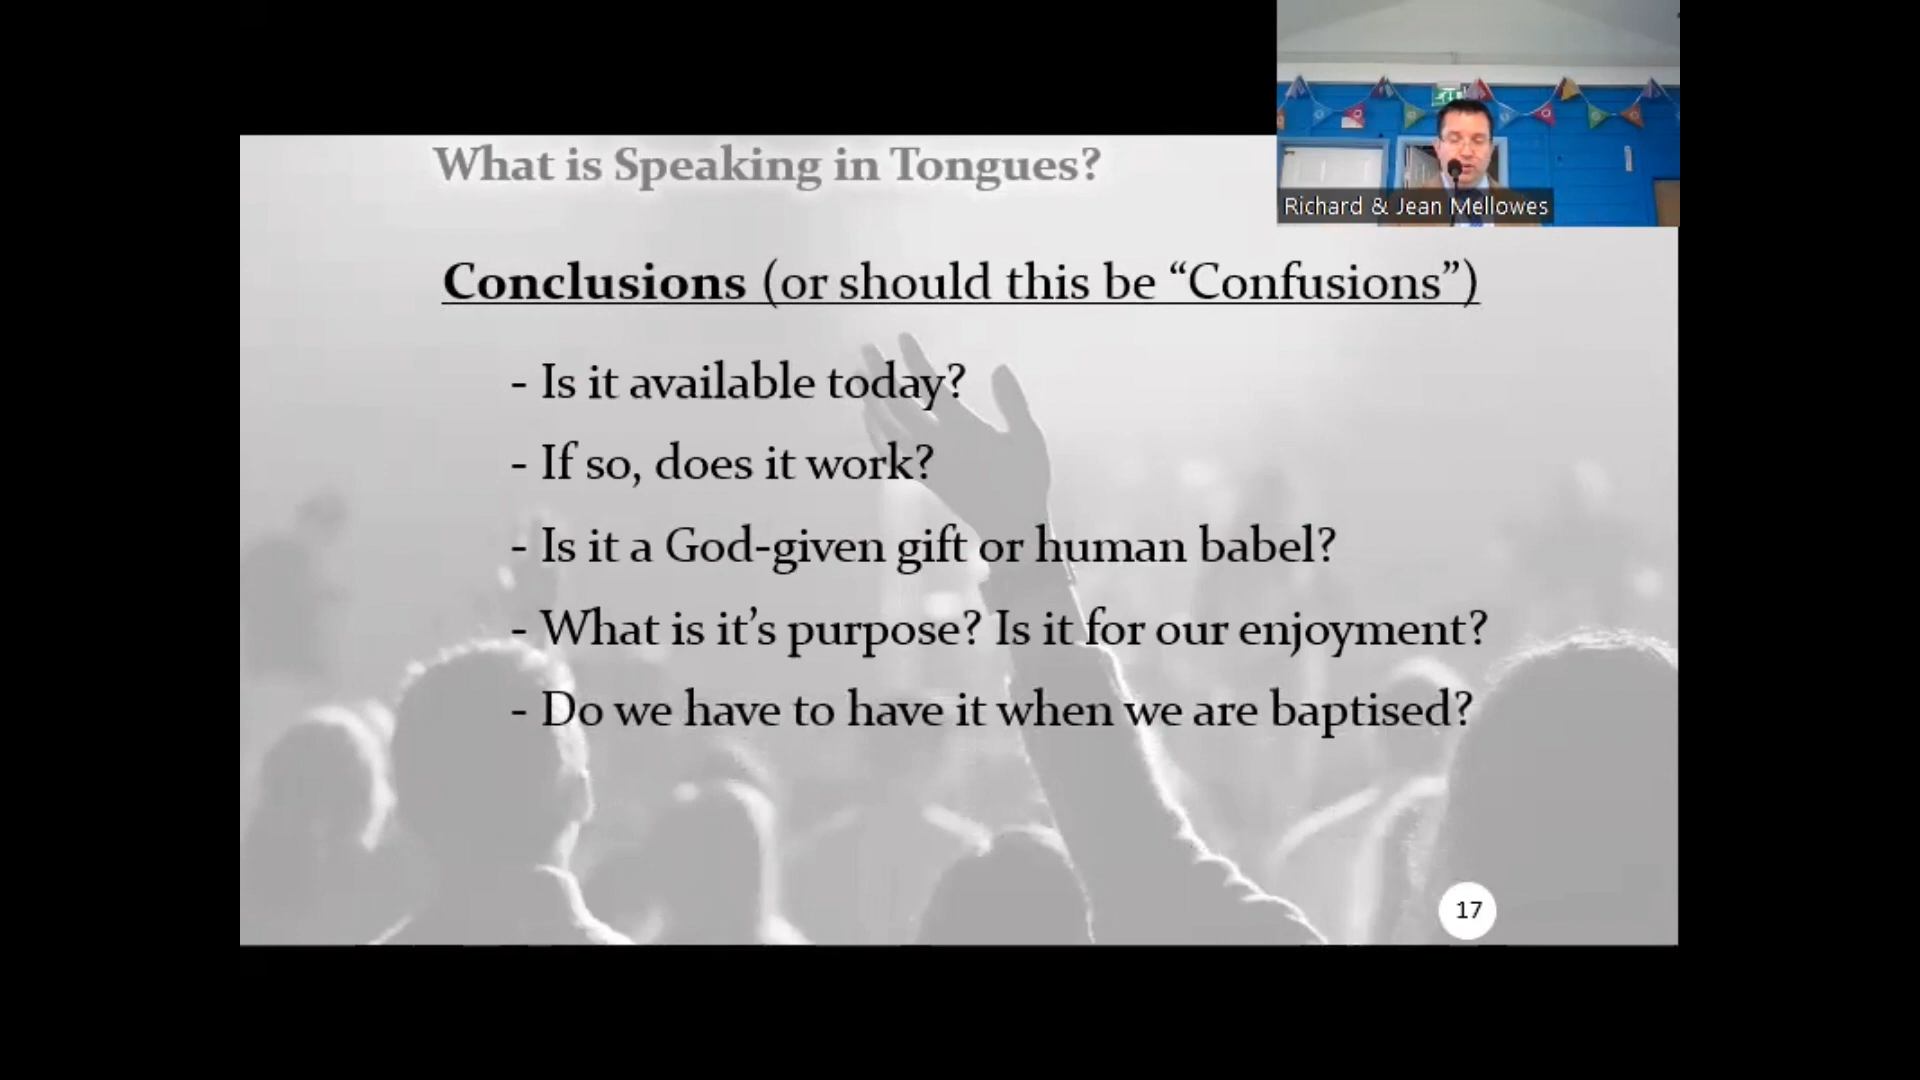 What is Speaking in Tongues?
Richard & Jean Mellowes
Conclusions (or should this be “Confusions”)
- Is it available today?
- If so, does it work?
- Is it a God-given gift or human babel?
- What is it’s purpose? Is it for our enjoyment?
- Do we have to have it when we are baptised?
17